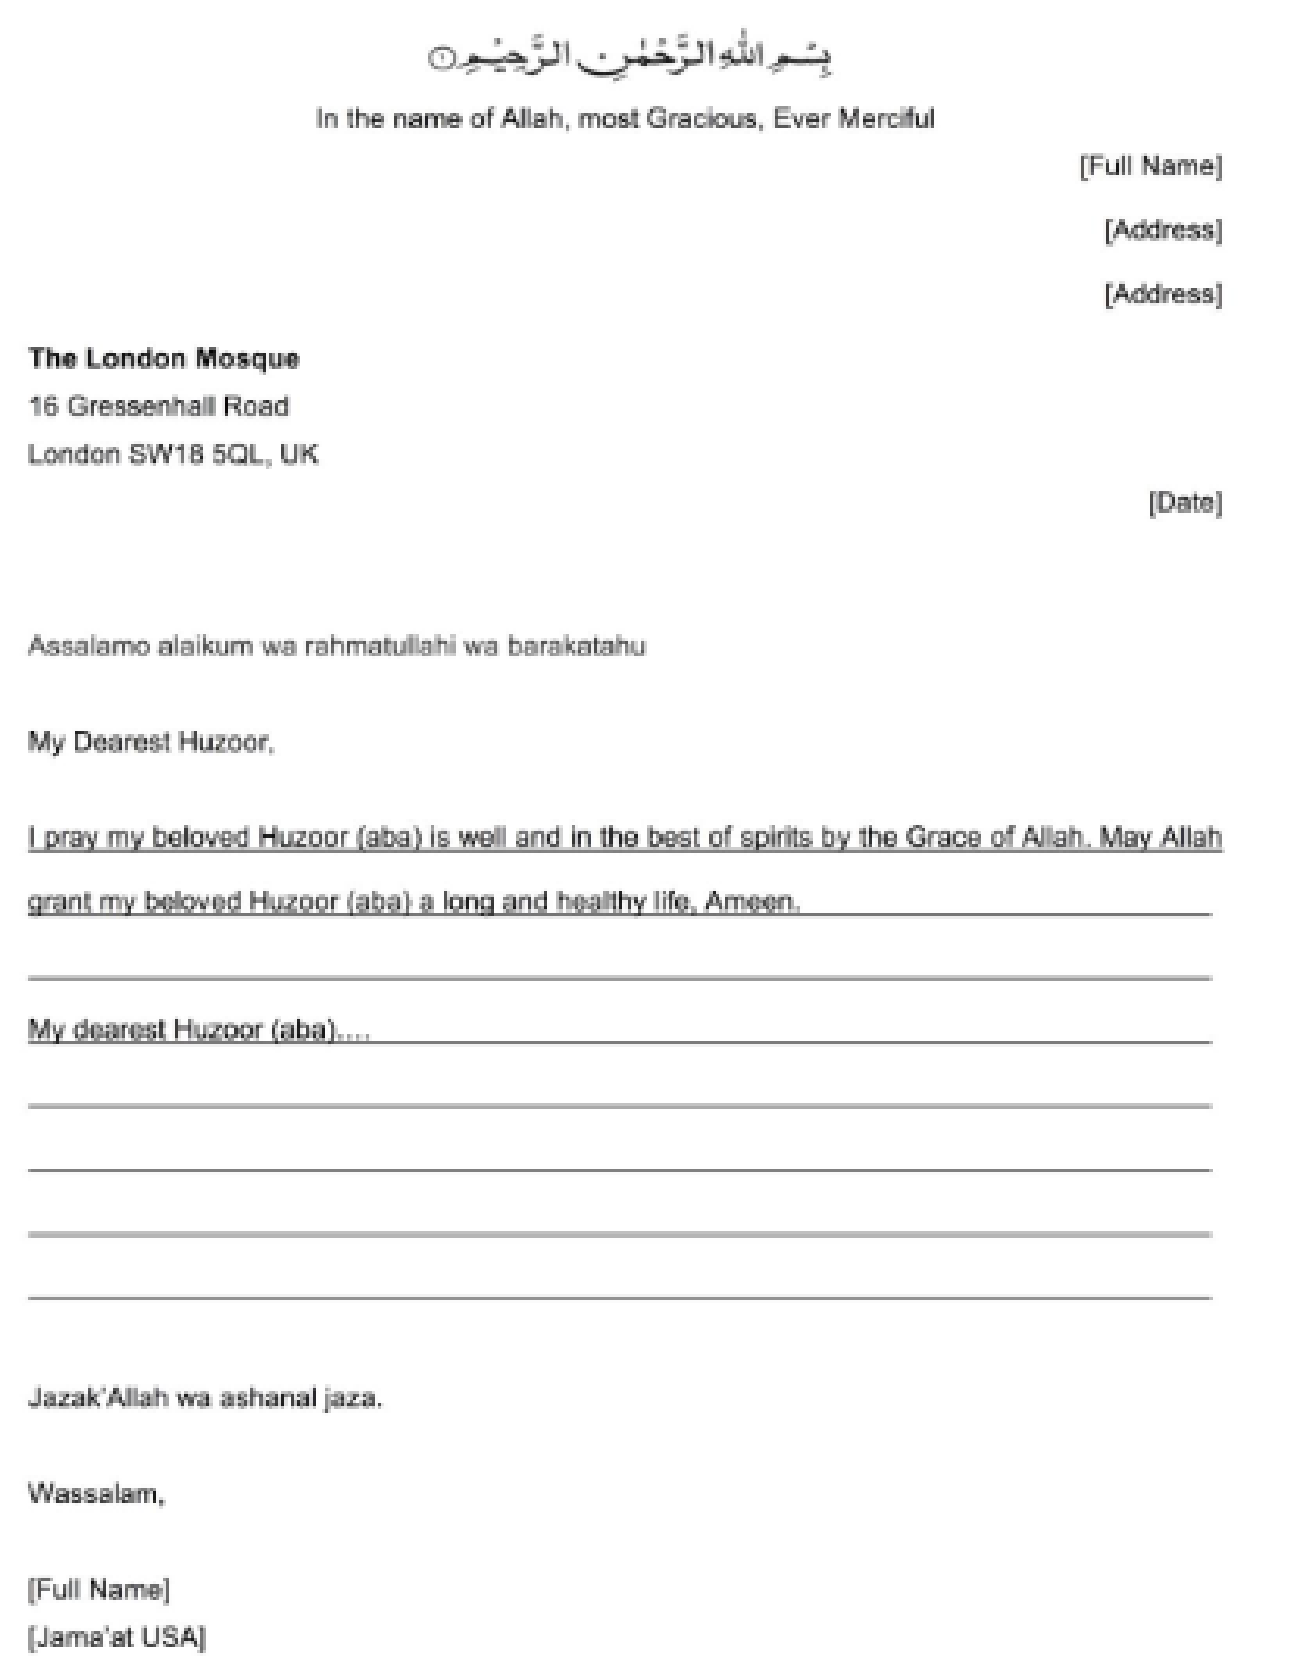 بِسْمِ اللّٰهِ الرَّحْمٰنِ الرَّحِيْمِ ①
In the name of Allah, most Gracious, Ever Merciful
[Full Name]
[Address]
[Address]
The London Mosque
16 Gressenhall Road
London SW18 5QL, UK
[Date]
Assalamo alaikum wa rahmatullahi wa barakatahu
My Dearest Huzoor,
I pray my beloved Huzoor (aba) is well and in the best of spirits by the Grace of Allah. May Allah
grant my beloved Huzoor (aba) a long and healthy life, Ameen.
My dearest Huzoor (aba)....
Jazak'Allah wa ashanal jaza.
Wassalam,
[Full Name]
[Jama'at USA]